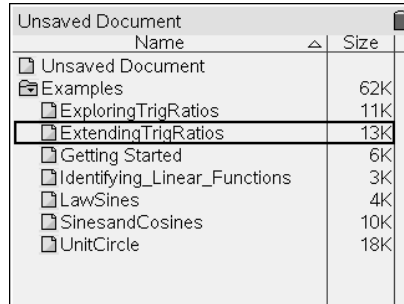 Unsaved Document
Name Size
Unsaved Document
Examples 62K
ExploringTrigRatios 11K
ExtendingTrigRatios 13K
Getting Started 6K
Identifying_Linear_Functions 3K
LawSines 4K
SinesandCosines 10K
UnitCircle 18K